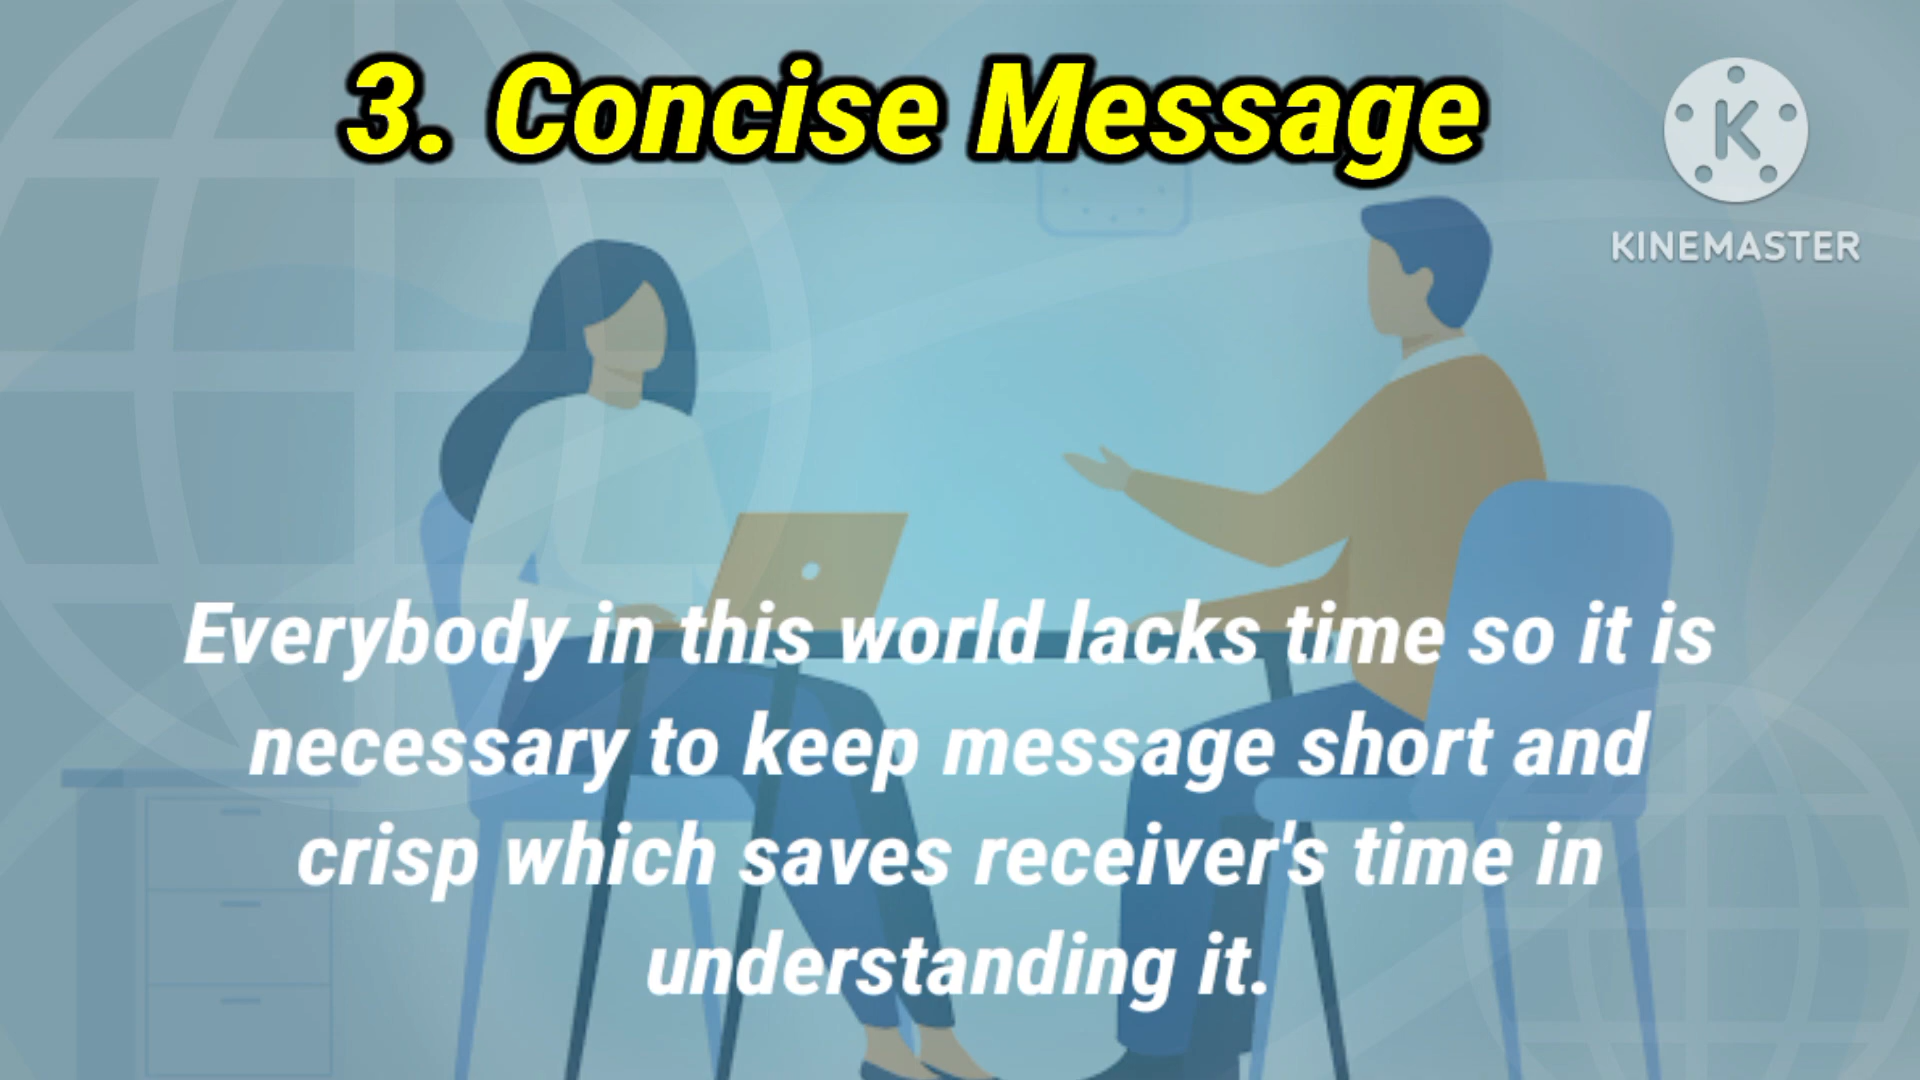 3. Concise Message
K
KINEMASTER
Everybody in this world lacks time so it is
necessary to keep message short and
crisp which saves receiver's time in
understanding it.